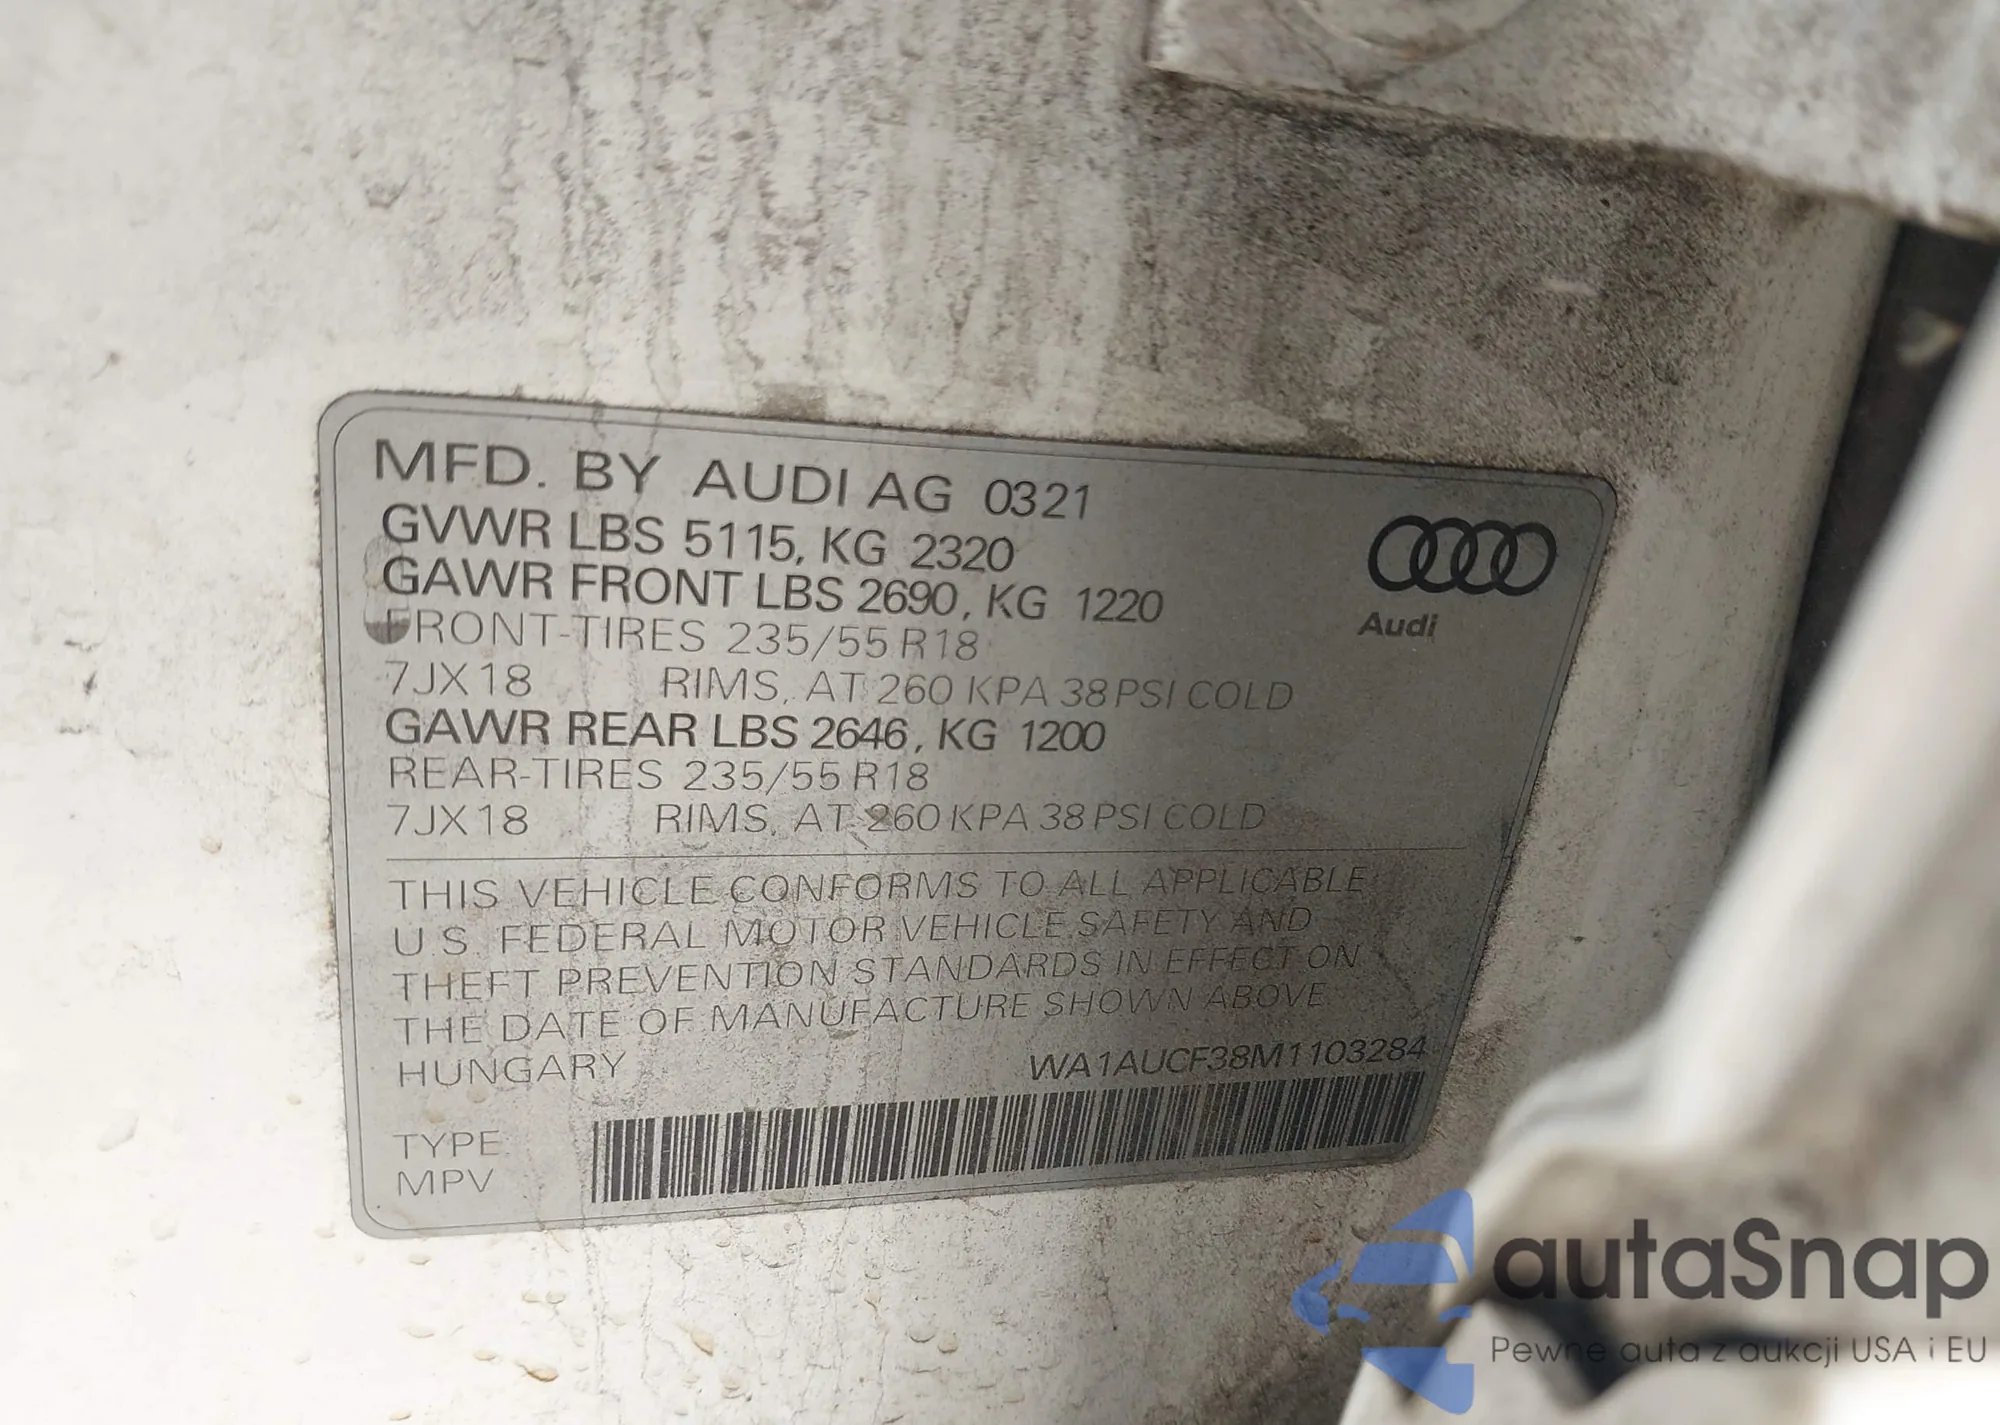 MFD. BY AUDI AG 0321
GVWR LBS 5115, KG 2320
GAWR FRONT LBS 2690, KG 1220
FRONT-TIRES 235/55 R18
7JX18 RIMS, AT 260 KPA 38 PSI COLD
GAWR REAR LBS 2646, KG 1200
REAR-TIRES 235/55 R18
7JX18 RIMS, AT 260 KPA 38 PSI COLD
Audi
THIS VEHICLE CONFORMS TO ALL APPLICABLE
U.S. FEDERAL MOTOR VEHICLE SAFETY AND
THEFT PREVENTION STANDARDS IN EFFECT ON
THE DATE OF MANUFACTURE SHOWN ABOVE
HUNGARY WA1AUCF38M1103284
TYPE:
MPV
autaSnap
Pewne auta z aukcji USA i EU